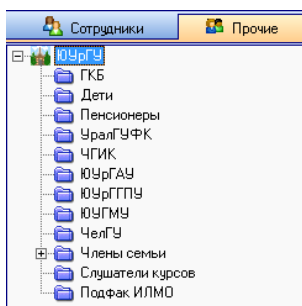 Сотрудники Прочие
ЮУрГУ
ГКБ
Дети
Пенсионеры
УралГУФК
ЧГИК
ЮУрГАУ
ЮУрГГПУ
ЮУГМУ
ЧелГУ
Члены семьи
Слушатели курсов
Подфак ИЛМО